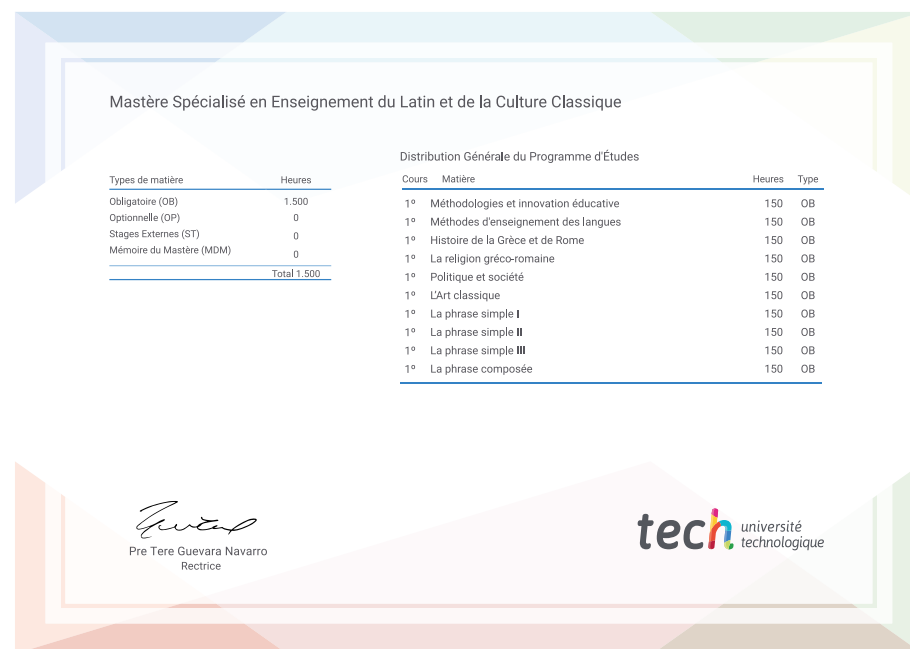 Mastère Spécialisé en Enseignement du Latin et de la Culture Classique
Types de matière Heures
Obligatoire (OB) 1.500
Optionnelle (OP) 0
Stages Externes (ST) 0
Mémoire du Mastère (MDM) 0
Total 1.500
Distribution Générale du Programme d'Études
Cours Matière Heures Type
1º Méthodologies et innovation éducative 150 OB
1º Méthodes d'enseignement des langues 150 OB
1º Histoire de la Grèce et de Rome 150 OB
1º La religion gréco-romaine 150 OB
1º Politique et société 150 OB
1º L'Art classique 150 OB
1º La phrase simple I 150 OB
1º La phrase simple II 150 OB
1º La phrase simple III 150 OB
1º La phrase composée 150 OB
Pre Tere Guevara Navarro
Rectrice
tech université
technologique